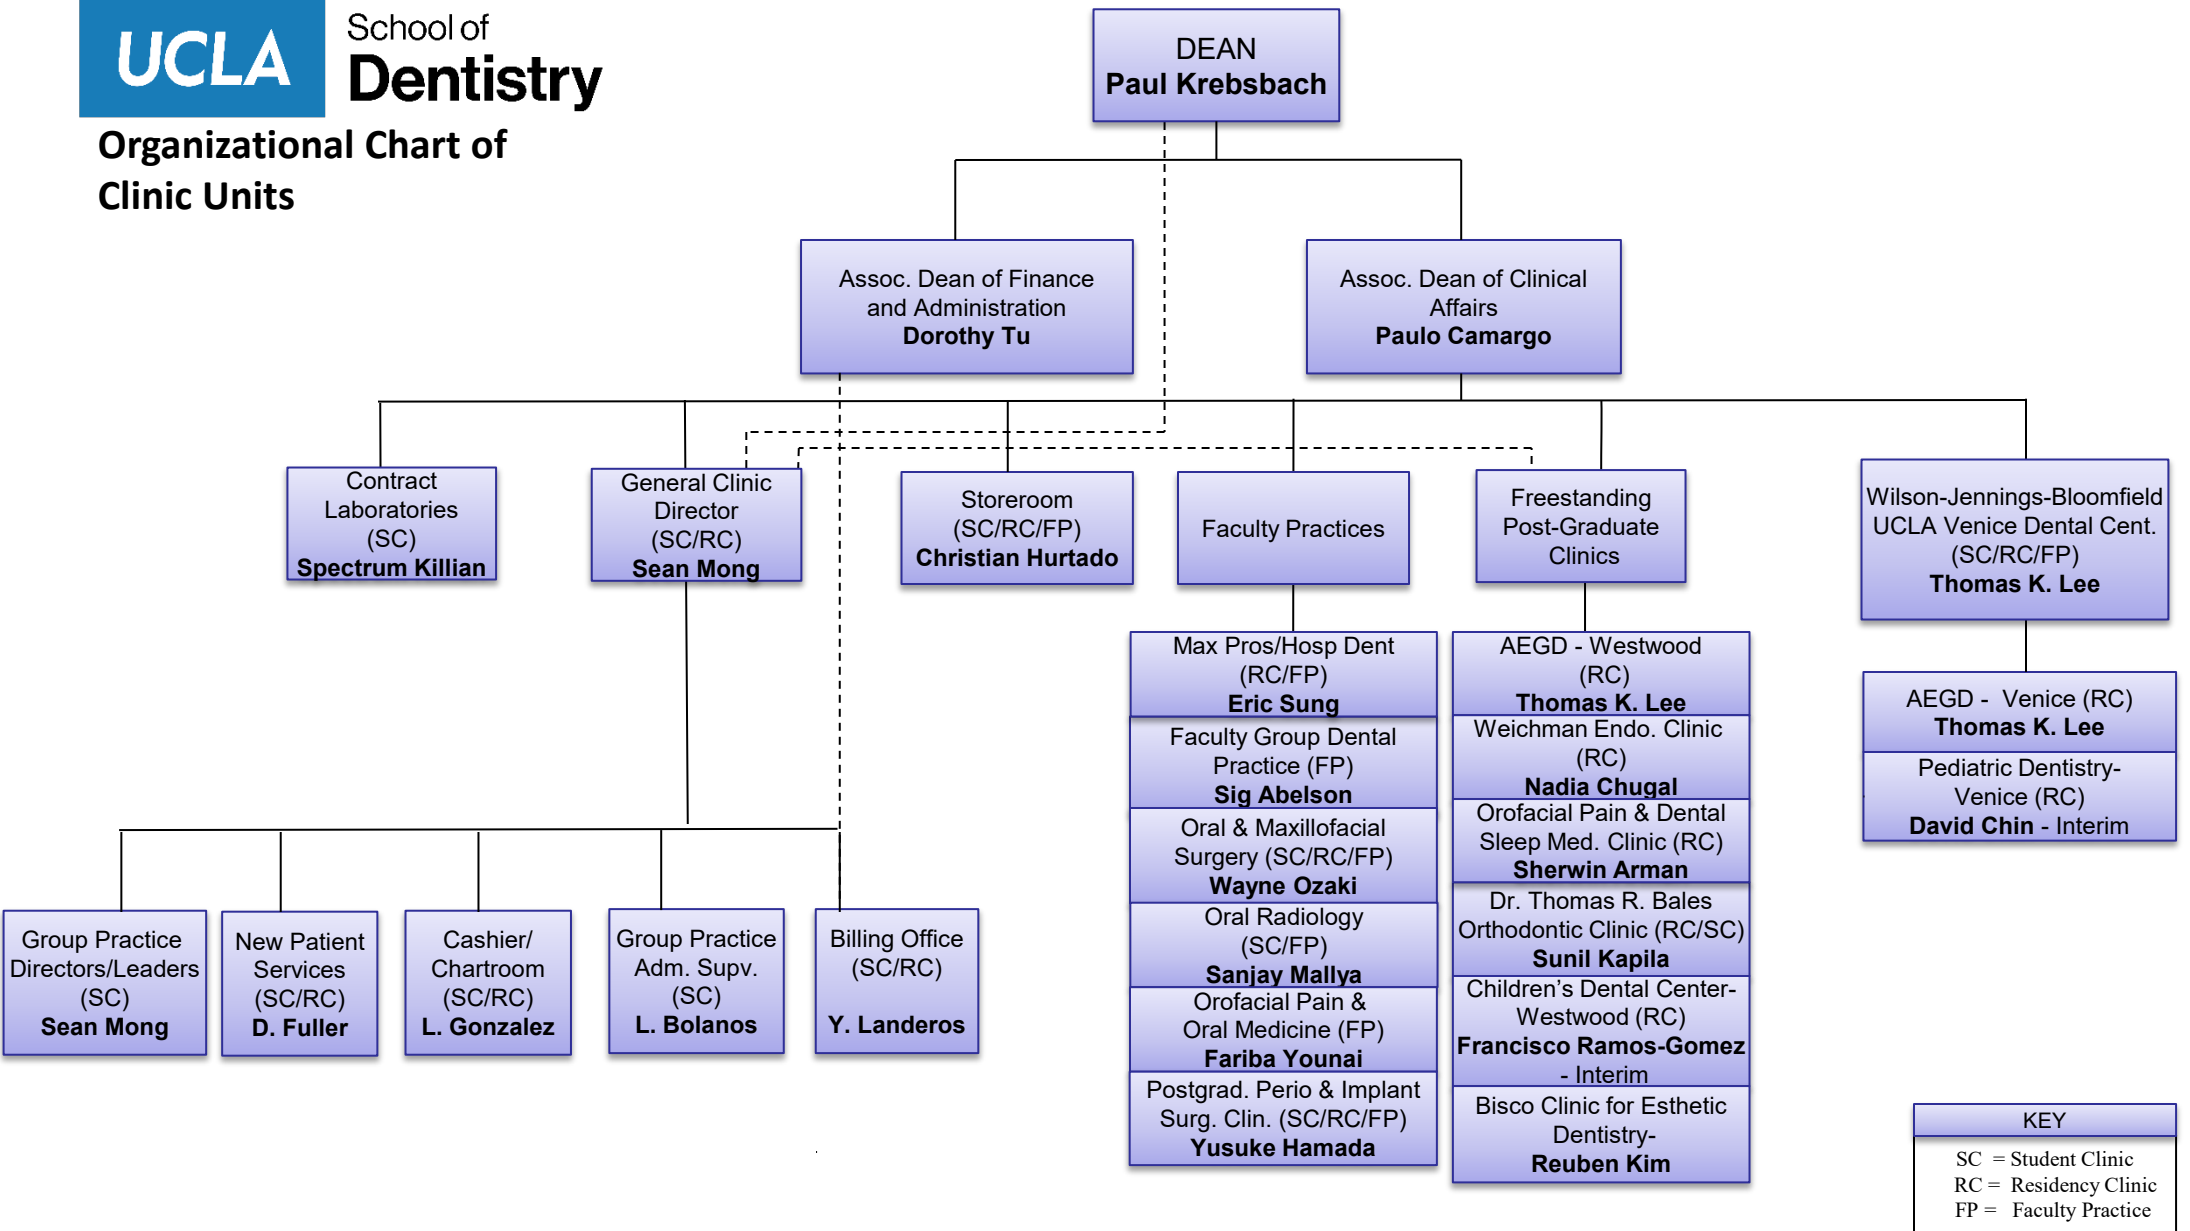 UCLA
School of
Dentistry
Organizational Chart of
Clinic Units
DEAN
Paul Krebsbach
Assoc. Dean of Finance
and Administration
Dorothy Tu
Assoc. Dean of Clinical
Affairs
Paulo Camargo
Contract
Laboratories
(SC)
Spectrum Killian
General Clinic
Director
(SC/RC)
Sean Mong
Storeroom
(SC/RC/FP)
Christian Hurtado
Faculty Practices
Freestanding
Post-Graduate
Clinics
Wilson-Jennings-Bloomfield
UCLA Venice Dental Cent.
(SC/RC/FP)
Thomas K. Lee
Max Pros/Hosp Dent
(RC/FP)
Eric Sung
Faculty Group Dental
Practice (FP)
Sig Abelson
Oral & Maxillofacial
Surgery (SC/RC/FP)
Wayne Ozaki
Oral Radiology
(SC/FP)
Sanjay Mallya
Orofacial Pain &
Oral Medicine (FP)
Fariba Younai
Postgrad. Perio & Implant
Surg. Clin. (SC/RC/FP)
Yusuke Hamada
AEGD - Westwood
(RC)
Thomas K. Lee
Weichman Endo. Clinic
(RC)
Nadia Chugal
Orofacial Pain & Dental
Sleep Med. Clinic (RC)
Sherwin Arman
Dr. Thomas R. Bales
Orthodontic Clinic (RC/SC)
Sunil Kapila
Children's Dental Center-
Westwood (RC)
Francisco Ramos-Gomez
- Interim
Bisco Clinic for Esthetic
Dentistry-
Reuben Kim
AEGD - Venice (RC)
Thomas K. Lee
Pediatric Dentistry-
Venice (RC)
David Chin - Interim
Group Practice
Directors/Leaders
(SC)
Sean Mong
New Patient
Services
(SC/RC)
D. Fuller
Cashier/
Chartroom
(SC/RC)
L. Gonzalez
Group Practice
Adm. Supv.
(SC)
L. Bolanos
Billing Office
(SC/RC)
Y. Landeros
KEY
SC = Student Clinic
RC = Residency Clinic
FP = Faculty Practice